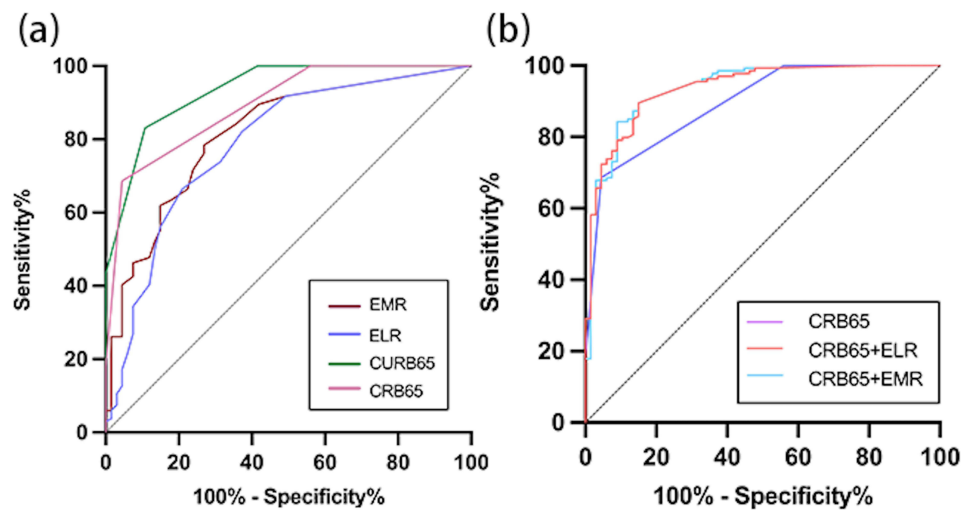 (a)
100
80
60
40
20
0
Sensitivity%
0 20 40 60 80 100
100% - Specificity%
EMR
ELR
CURB65
CRB65
(b)
100
80
60
40
20
0
Sensitivity%
0 20 40 60 80 100
100% - Specificity%
CRB65
CRB65+ELR
CRB65+EMR